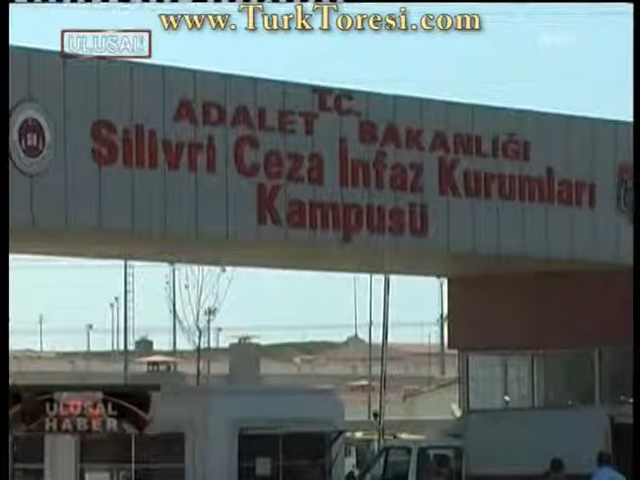 www.TurkToresi.com
ULUSAL
T.C.
ADALET BAKANLIĞI
Silivri Ceza İnfaz Kurumları
Kampusü
ULUSAL
HABER